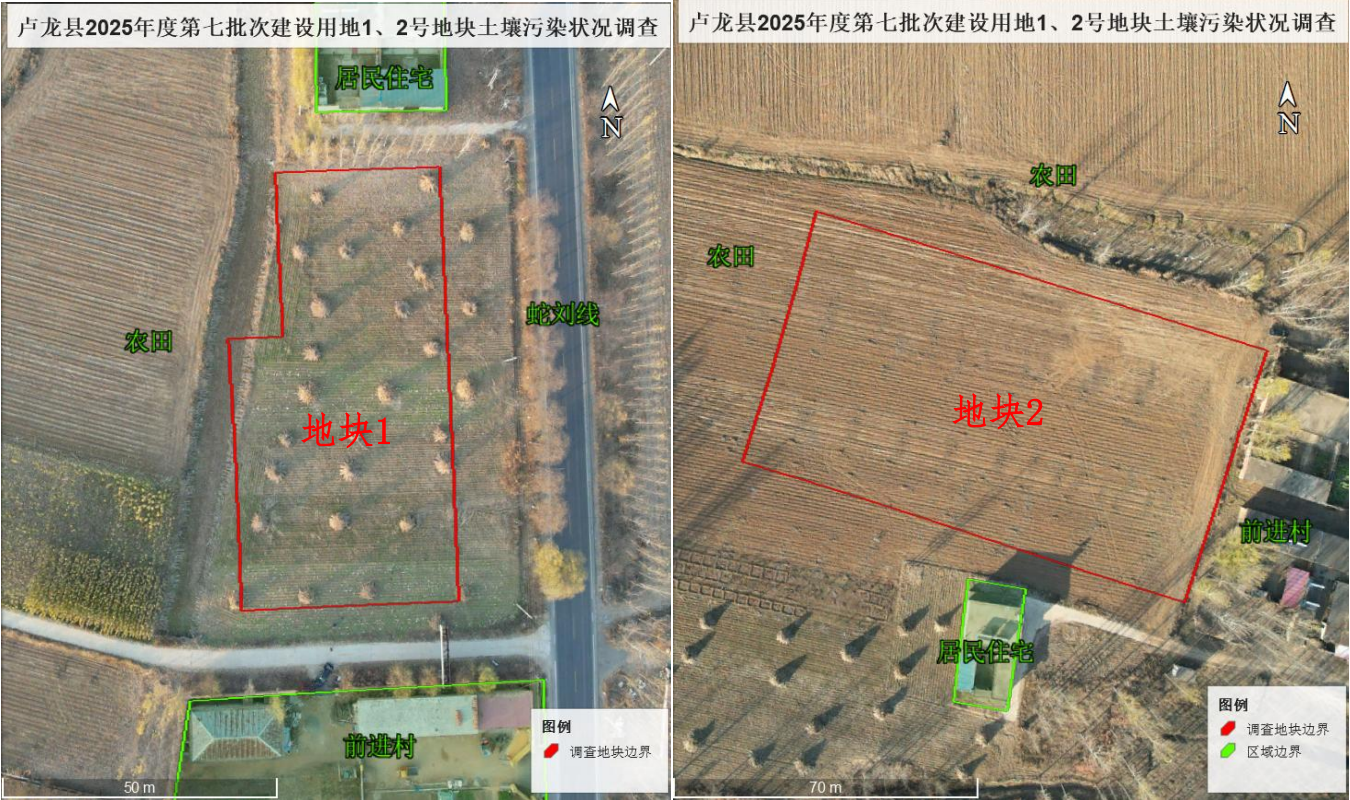 卢龙县2025年度第七批次建设用地1、2号地块土壤污染状况调查
居民住宅
N
农田
蛇刘线
地块1
前进村
图例
调查地块边界
50 m
卢龙县2025年度第七批次建设用地1、2号地块土壤污染状况调查
N
农田
农田
地块2
前进村
居民住宅
图例
调查地块边界
区域边界
70 m